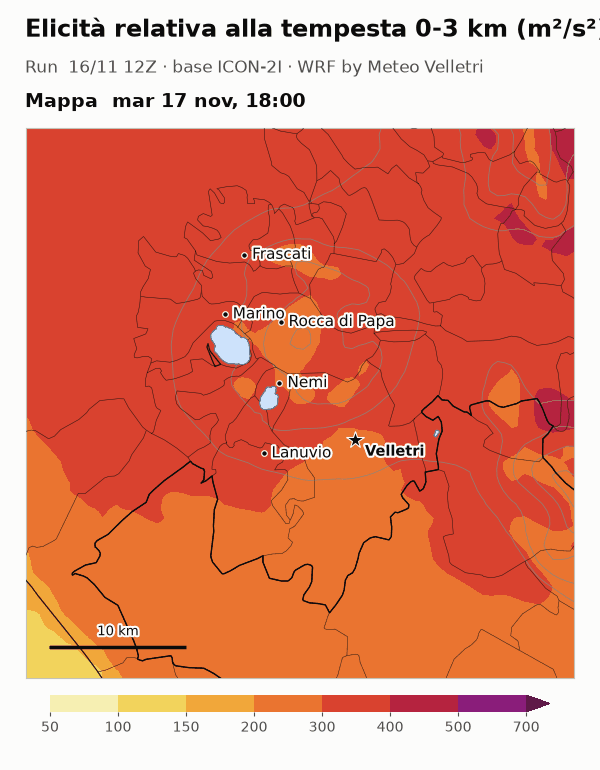 Elicità relativa alla tempesta 0-3 km (m²/s²)
Run 16/11 12Z · base ICON-2I · WRF by Meteo Velletri
Mappa mar 17 nov, 18:00
Frascati
Marino
Rocca di Papa
Nemi
Velletri
Lanuvio
10 km
50 100 150 200 300 400 500 700